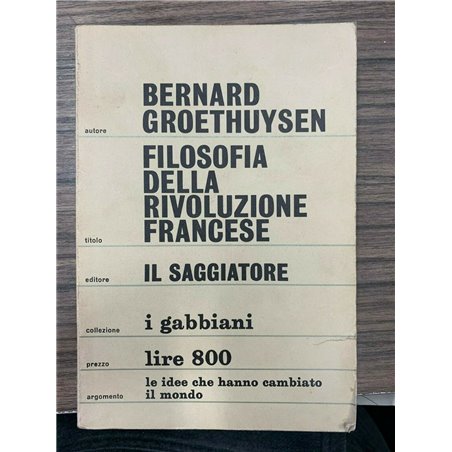 BERNARD
autore GROETHUYSEN
FILOSOFIA
DELLA
RIVOLUZIONE
titolo FRANCESE
editore IL SAGGIATORE
collezione i gabbiani
prezzo lire 800
le idee che hanno cambiato
argomento il mondo